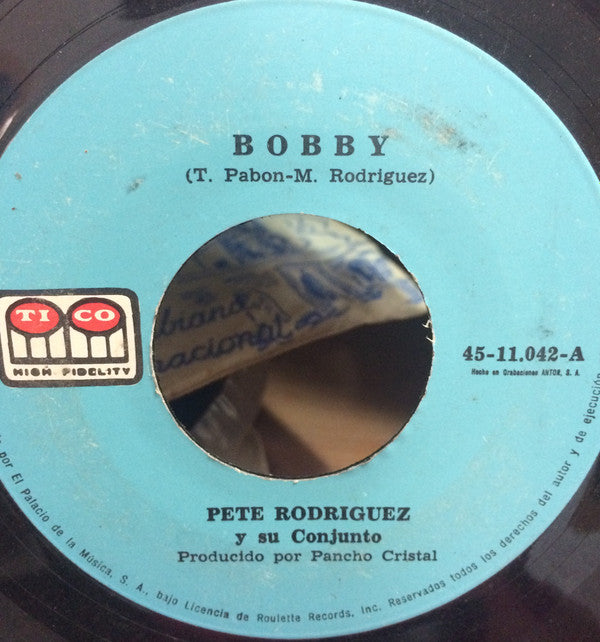 BOBBY
(T. Pabon-M. Rodriguez)
TICO
HIGH FIDELITY
45-11.042-A
Hecho en Grabaciones ANTON, S. A.
PETE RODRIGUEZ
y su Conjunto
Producido por Pancho Cristal
por El Palacio de la Música, S. A., bajo Licencia de Roulette Records, Inc. Reservados todos los derechos del autor y de ejecución